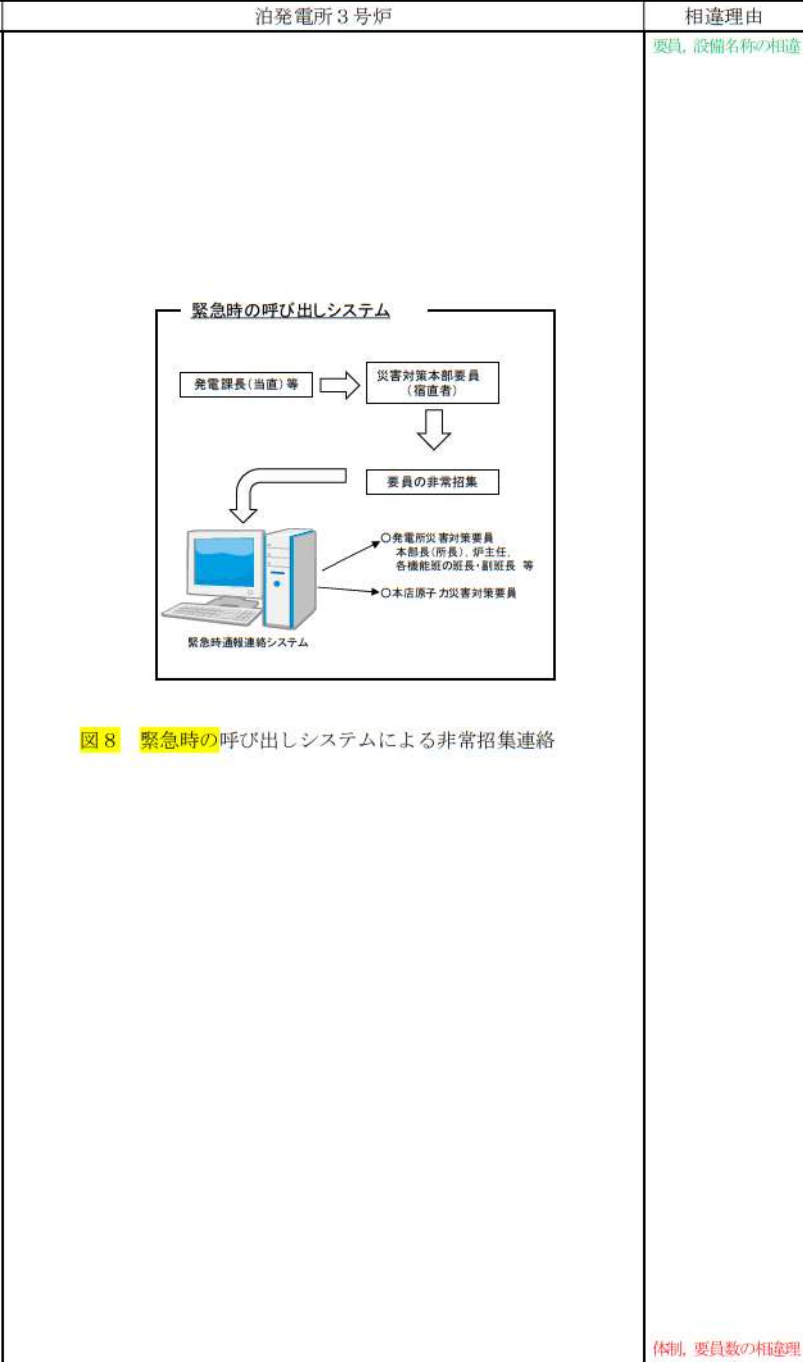 泊発電所3号炉
相違理由
要員,設備名称の相違
緊急時の呼び出しシステム
発電課長(当直)等
災害対策本部要員
(宿直者)
要員の非常招集
○発電所災害対策要員
本部長(所長),炉主任,
各機能班の班長・副班長 等
○本店原子力災害対策要員
緊急時通報連絡システム
図8 緊急時の呼び出しシステムによる非常招集連絡
体制,要員数の相違理